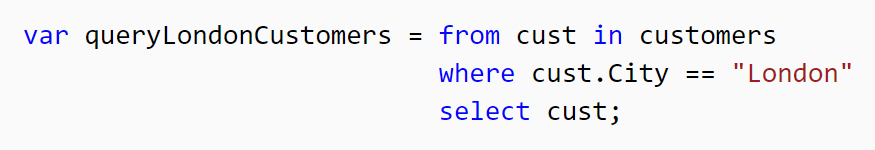 var queryLondonCustomers = from cust in customers
where cust.City == "London"
select cust;